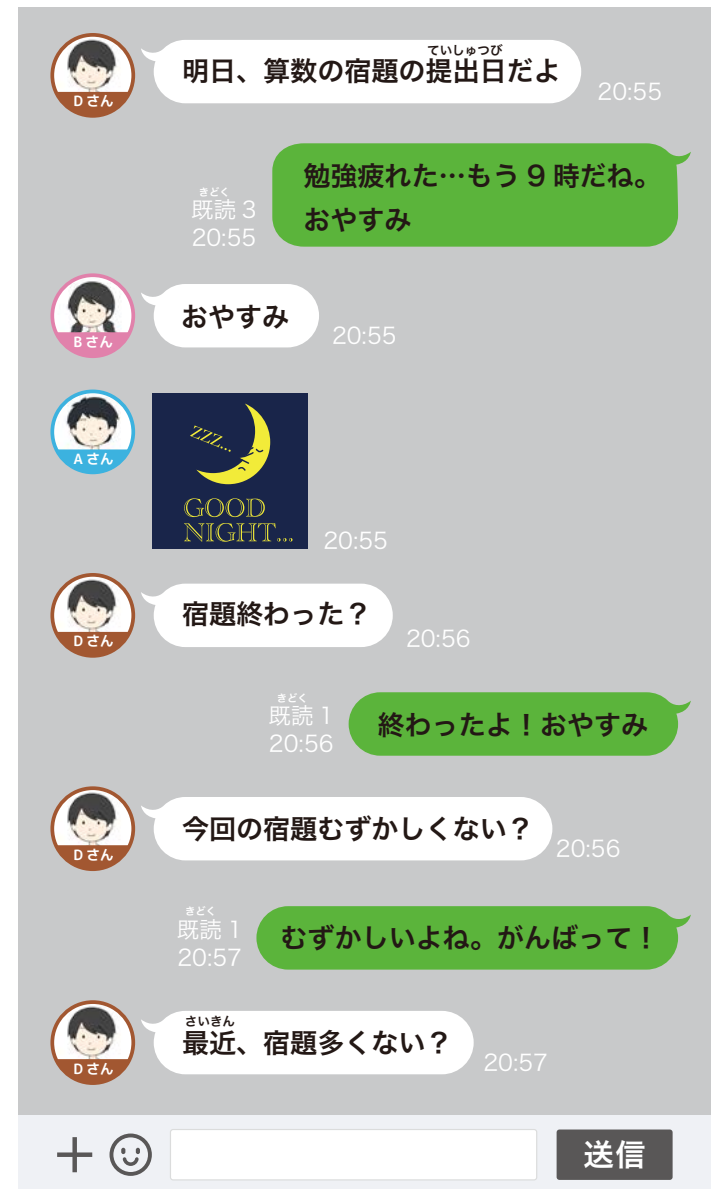 ていしゅつび
明日、算数の宿題の提出日だよ
Dさん
20:55
勉強疲れた…もう9時だね。
おやすみ
きどく
既読3
20:55
おやすみ
Bさん
20:55
zzz...
GOOD
NIGHT...
Aさん
20:55
宿題終わった？
Dさん
20:56
きどく
既読1
20:56
終わったよ！おやすみ
今回の宿題むずかしくない？
Dさん
20:56
きどく
既読1
20:57
むずかしいよね。がんばって！
さいきん
最近、宿題多くない？
Dさん
20:57
送信